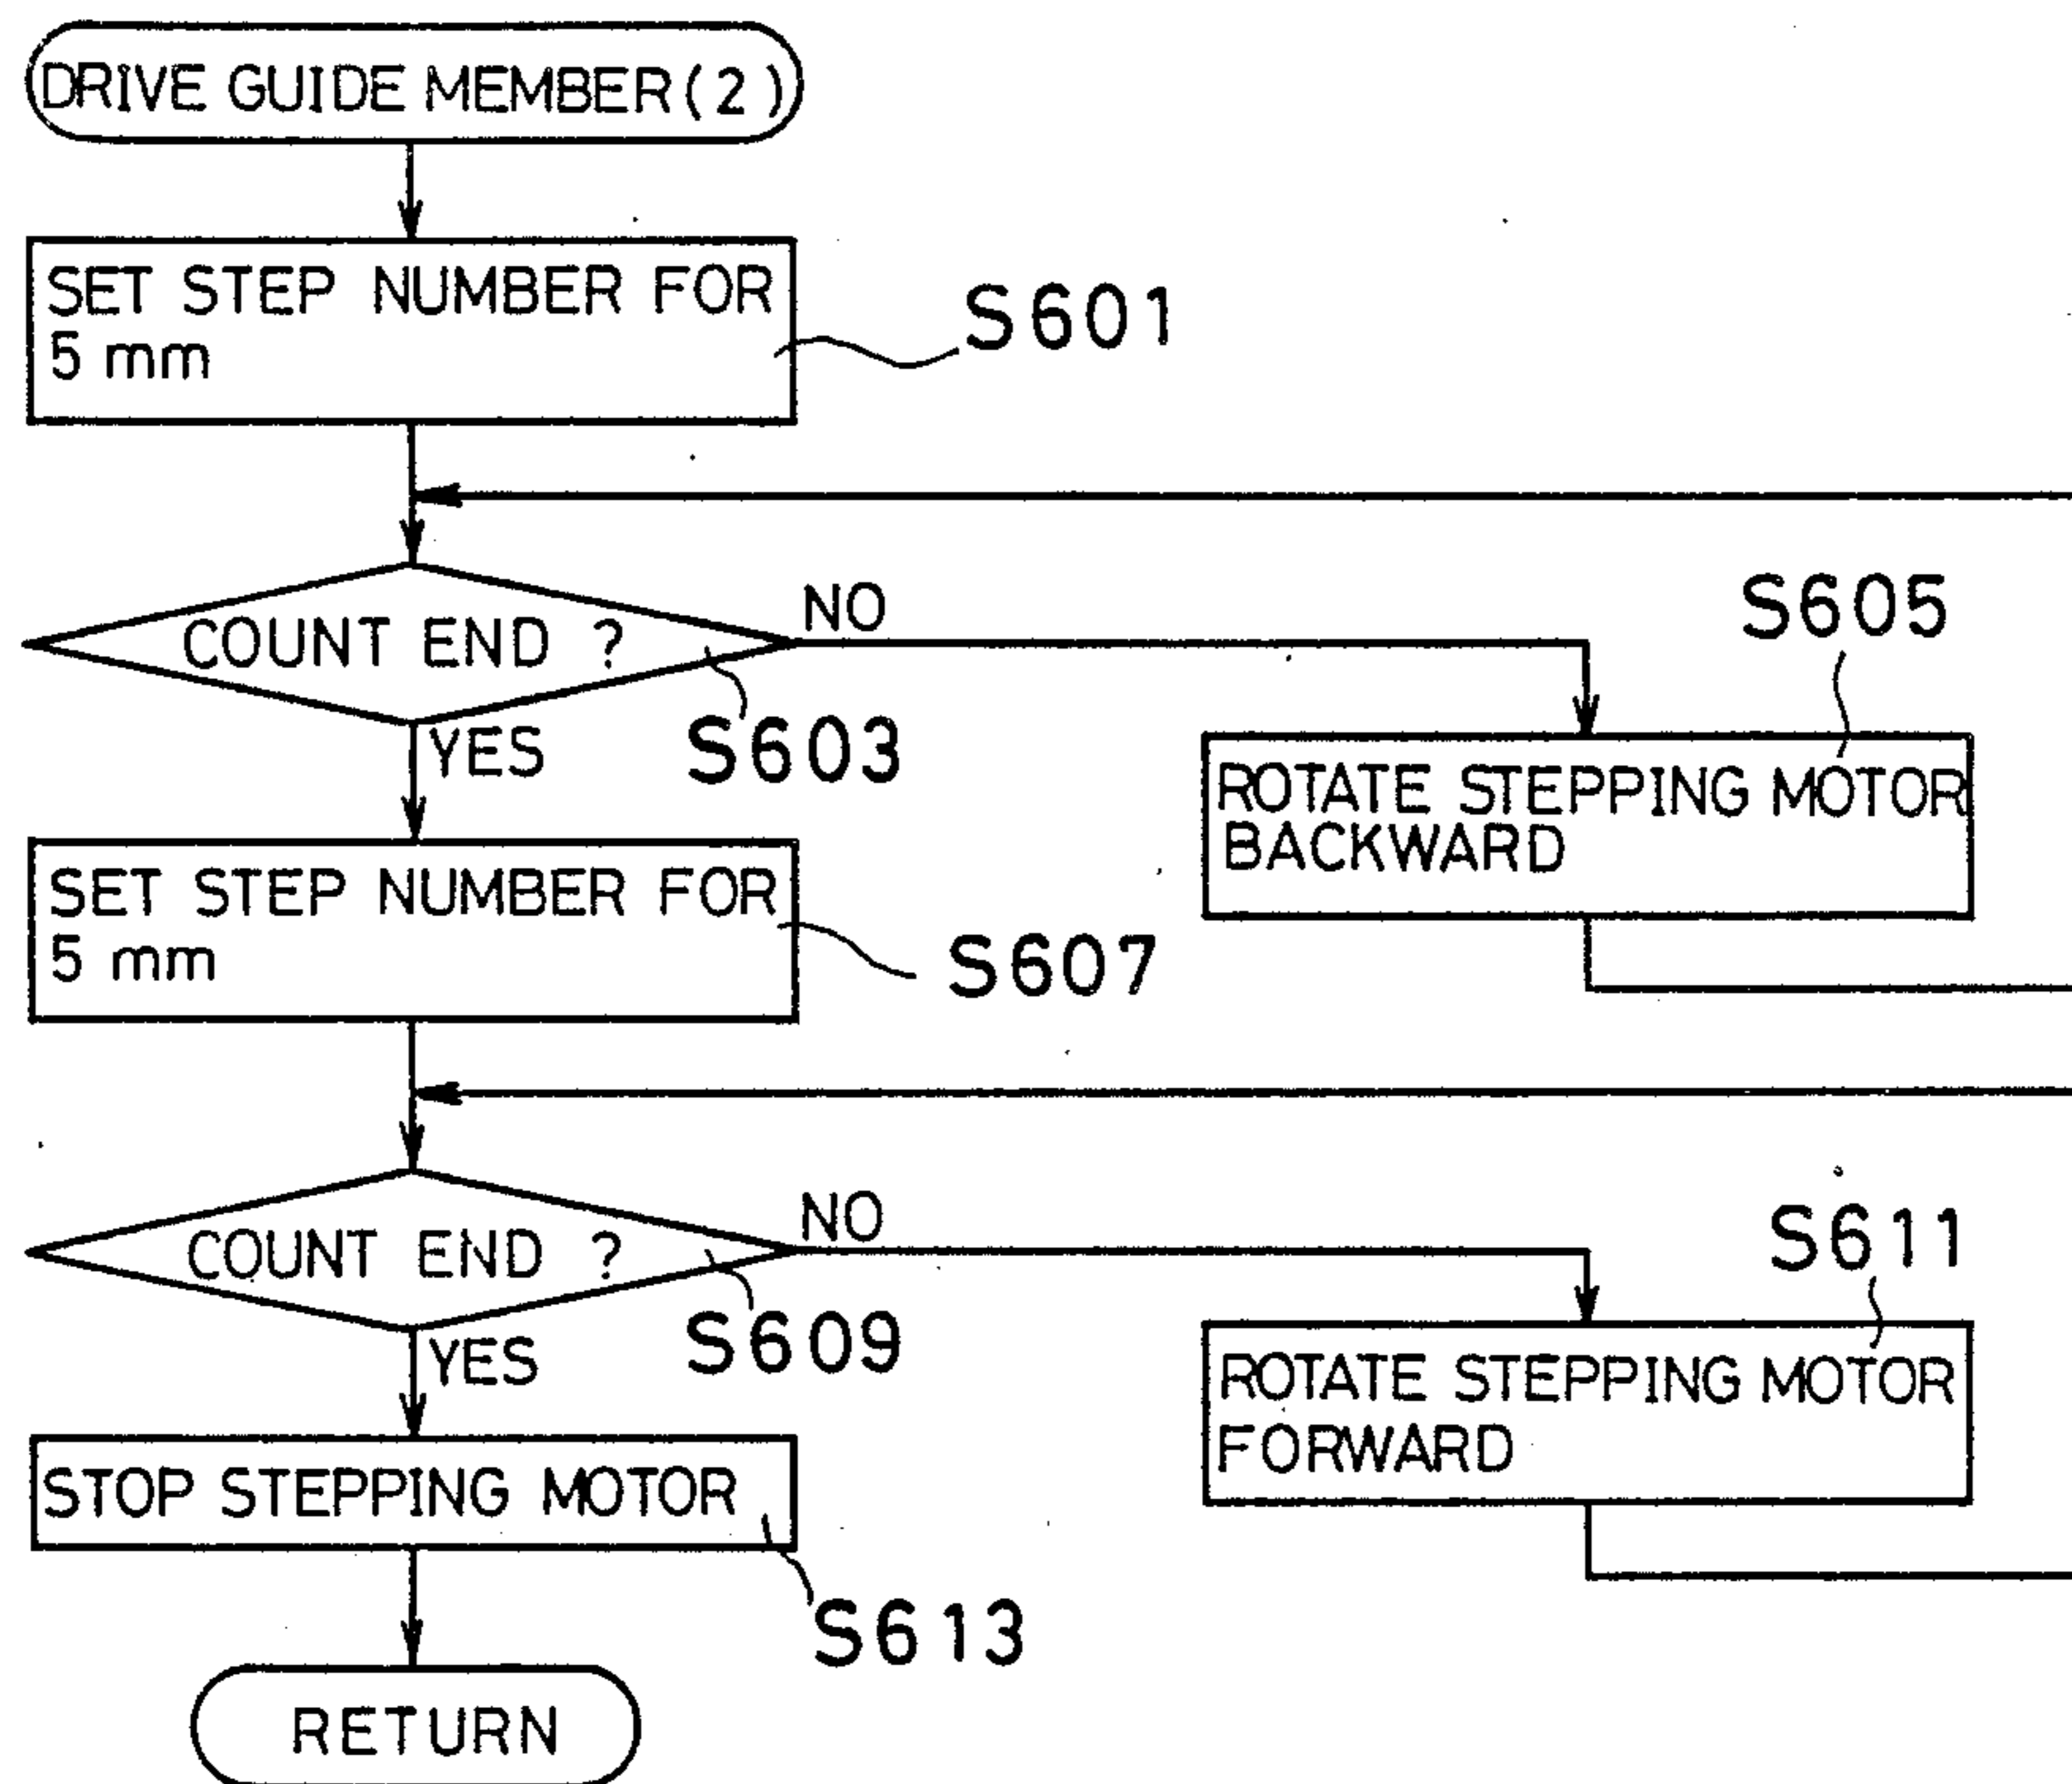 DRIVE GUIDE MEMBER(2)
SET STEP NUMBER FOR
5 mm
S601
COUNT END ?
NO
S603
YES
S605
ROTATE STEPPING MOTOR
BACKWARD
SET STEP NUMBER FOR
5 mm
S607
COUNT END ?
NO
S609
YES
S611
ROTATE STEPPING MOTOR
FORWARD
STOP STEPPING MOTOR
S613
RETURN